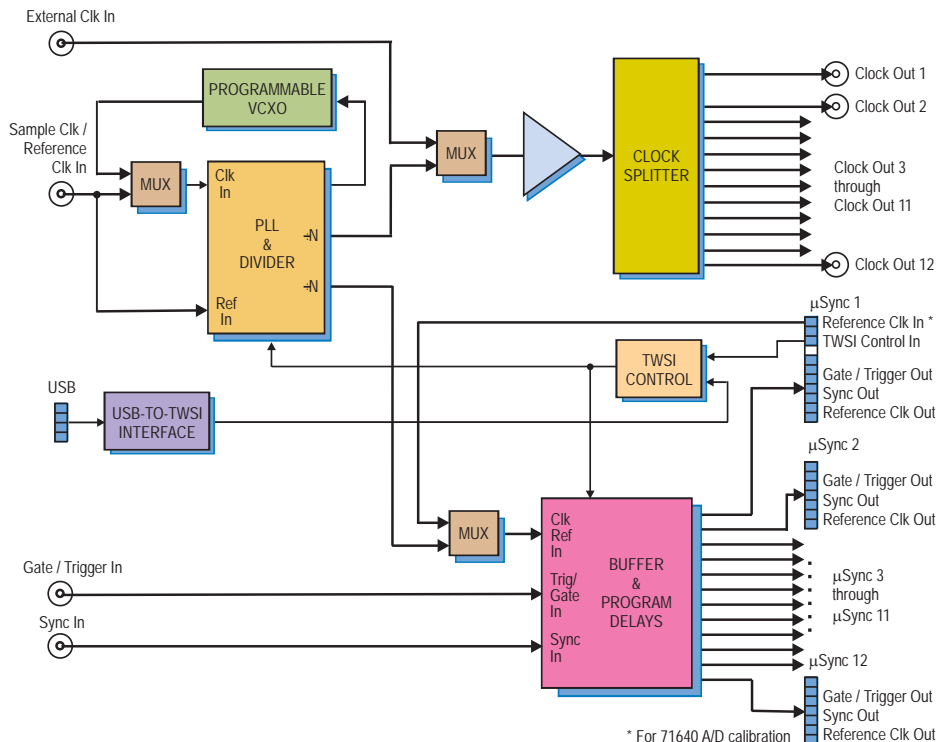 External Clk In
PROGRAMMABLE
VCXO
Sample Clk /
Reference
Clk In
MUX
Clk
In
PLL
&
DIVIDER
÷N
÷N
Ref
In
MUX
CLOCK
SPLITTER
Clock Out 1
Clock Out 2
Clock Out 3
through
Clock Out 11
Clock Out 12
µSync 1
Reference Clk In *
TWSI Control In
Gate / Trigger Out
Sync Out
Reference Clk Out
TWSI
CONTROL
USB
USB-TO-TWSI
INTERFACE
µSync 2
Gate / Trigger Out
Sync Out
Reference Clk Out
MUX
Clk
Ref
In
Trig/
Gate
In
Sync
In
BUFFER
&
PROGRAM
DELAYS
Gate / Trigger In
Sync In
µSync 3
through
µSync 11
µSync 12
Gate / Trigger Out
Sync Out
Reference Clk Out
* For 71640 A/D calibration